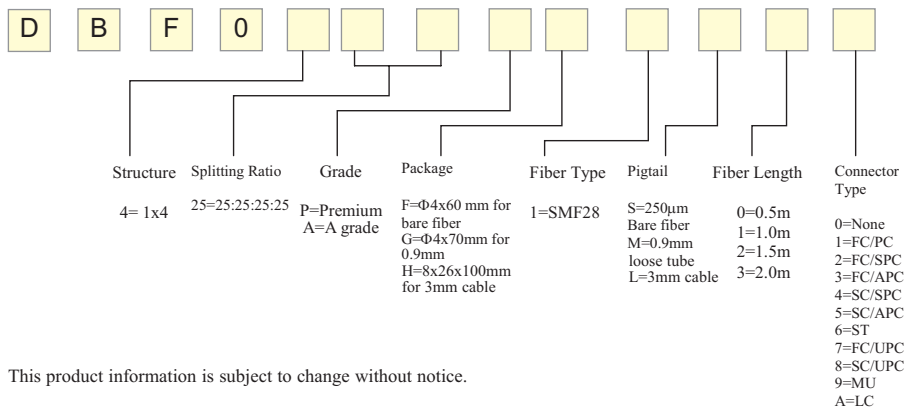 D B F 0
Structure
4= 1x4
Splitting Ratio
25=25:25:25:25
Grade
P=Premium
A=A grade
Package
F=Φ4x60 mm for
bare fiber
G=Φ4x70mm for
0.9mm
H=8x26x100mm
for 3mm cable
Fiber Type
1=SMF28
Pigtail
S=250μm
Bare fiber
M=0.9mm
loose tube
L=3mm cable
Fiber Length
0=0.5m
1=1.0m
2=1.5m
3=2.0m
Connector
Type
0=None
1=FC/PC
2=FC/SPC
3=FC/APC
4=SC/SPC
5=SC/APC
6=ST
7=FC/UPC
8=SC/UPC
9=MU
A=LC
This product information is subject to change without notice.